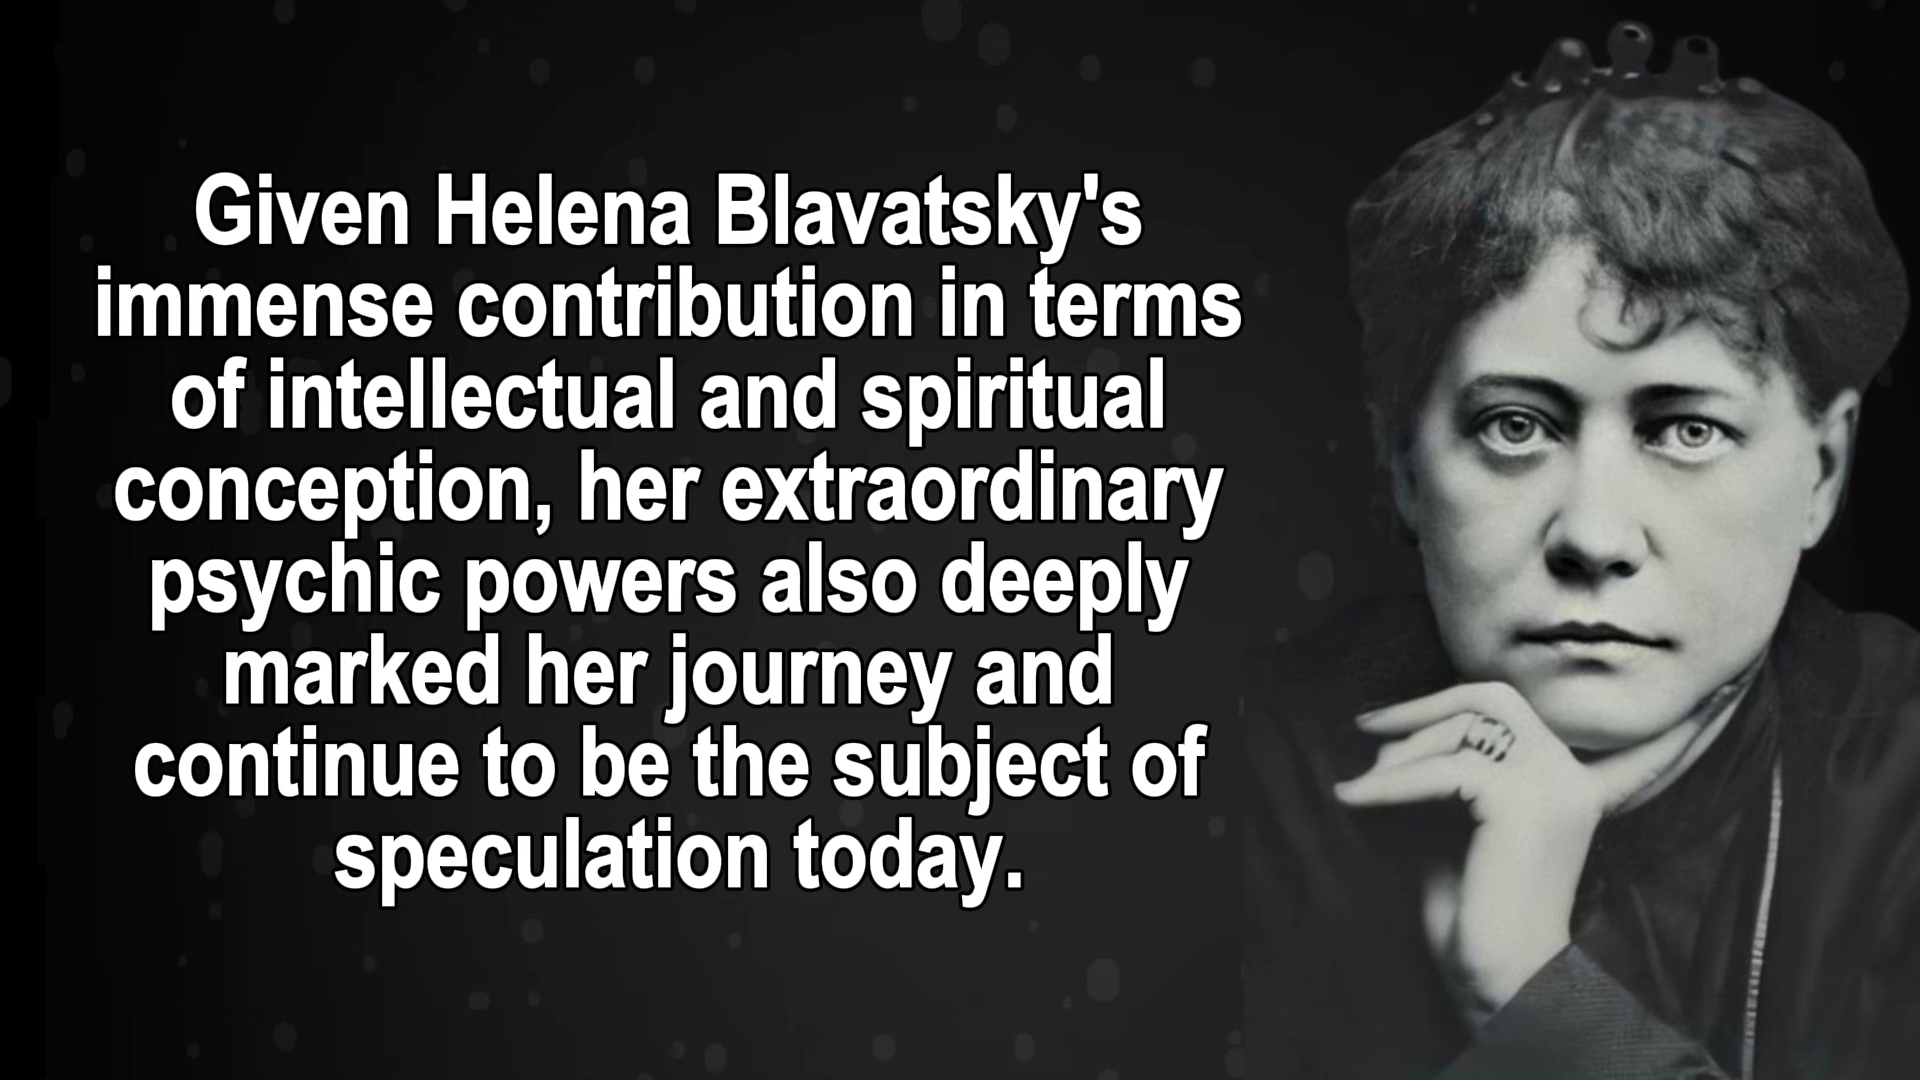 Given Helena Blavatsky's
immense contribution in terms
of intellectual and spiritual
conception, her extraordinary
psychic powers also deeply
marked her journey and
continue to be the subject of
speculation today.